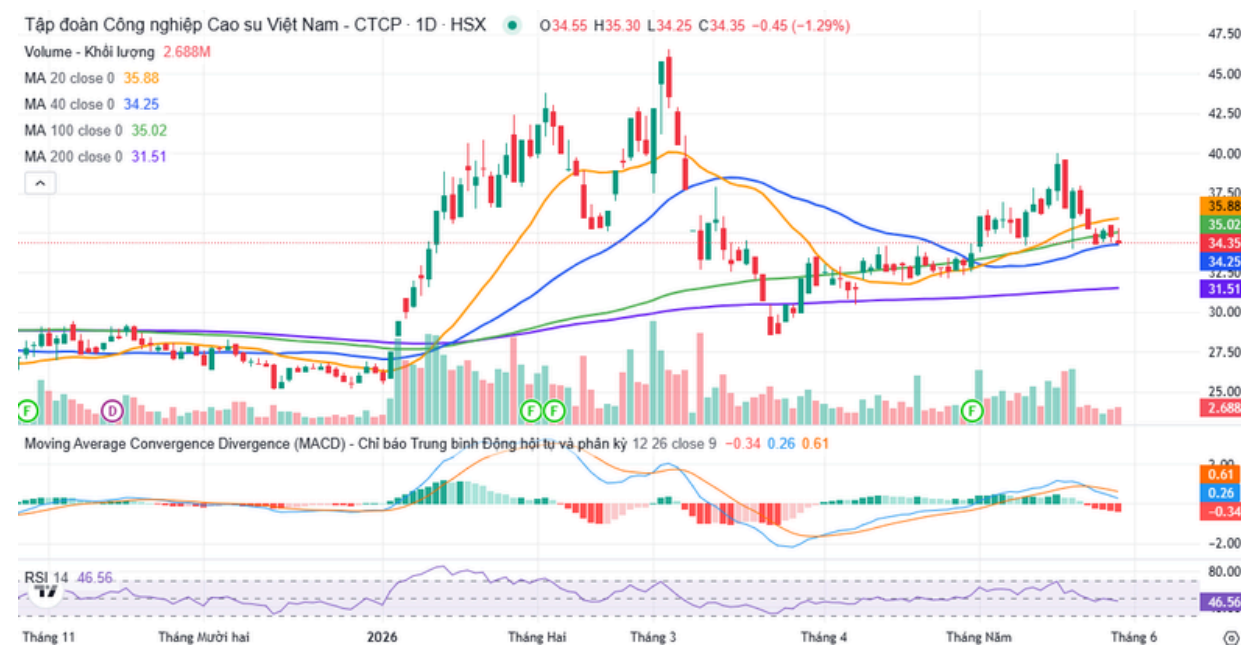 Tập đoàn Công nghiệp Cao su Việt Nam - CTCP · 1D · HSX O34.55 H35.30 L34.25 C34.35 −0.45 (−1.29%)
Volume - Khối lượng 2.688M
MA 20 close 0 35.88
MA 40 close 0 34.25
MA 100 close 0 35.02
MA 200 close 0 31.51
47.50
45.00
42.50
40.00
37.50
35.88
35.02
34.35
34.25
32.50
31.51
30.00
27.50
25.00
2.688
F D F F F
Moving Average Convergence Divergence (MACD) - Chỉ báo Trung bình Động hội tụ và phân kỳ 12 26 close 9 −0.34 0.26 0.61
2.00
0.61
0.26
−0.34
−2.00
RSI 14 46.56
80.00
46.56
Tháng 11 Tháng Mười hai 2026 Tháng Hai Tháng 3 Tháng 4 Tháng Năm Tháng 6